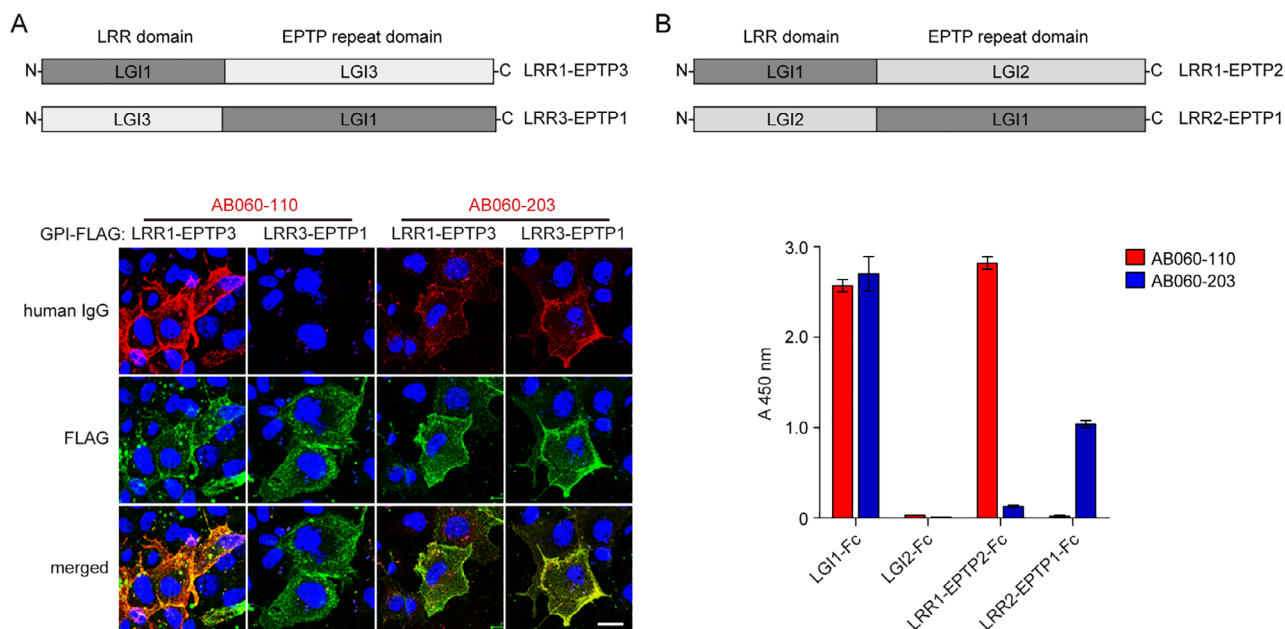 A
LRR domain EPTP repeat domain
N- LGI1 LGI3 -C LRR1-EPTP3
N- LGI3 LGI1 -C LRR3-EPTP1
AB060-110 AB060-203
GPI-FLAG: LRR1-EPTP3 LRR3-EPTP1 LRR1-EPTP3 LRR3-EPTP1
human IgG
FLAG
merged
B
LRR domain EPTP repeat domain
N- LGI1 LGI2 -C LRR1-EPTP2
N- LGI2 LGI1 -C LRR2-EPTP1
AB060-110
AB060-203
A 450 nm
3.0
2.0
1.0
0
LGI1-Fc
LGI2-Fc
LRR1-EPTP2-Fc
LRR2-EPTP1-Fc